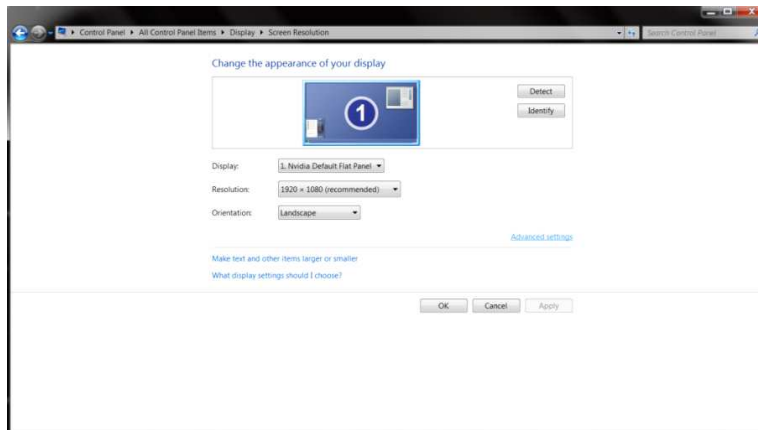 Control Panel ▸ All Control Panel Items ▸ Display ▸ Screen Resolution
Search Control Panel
Change the appearance of your display
1
Detect
Identify
Display: 1. Nvidia Default Flat Panel
Resolution: 1920 × 1080 (recommended)
Orientation: Landscape
Advanced settings
Make text and other items larger or smaller
What display settings should I choose?
OK Cancel Apply